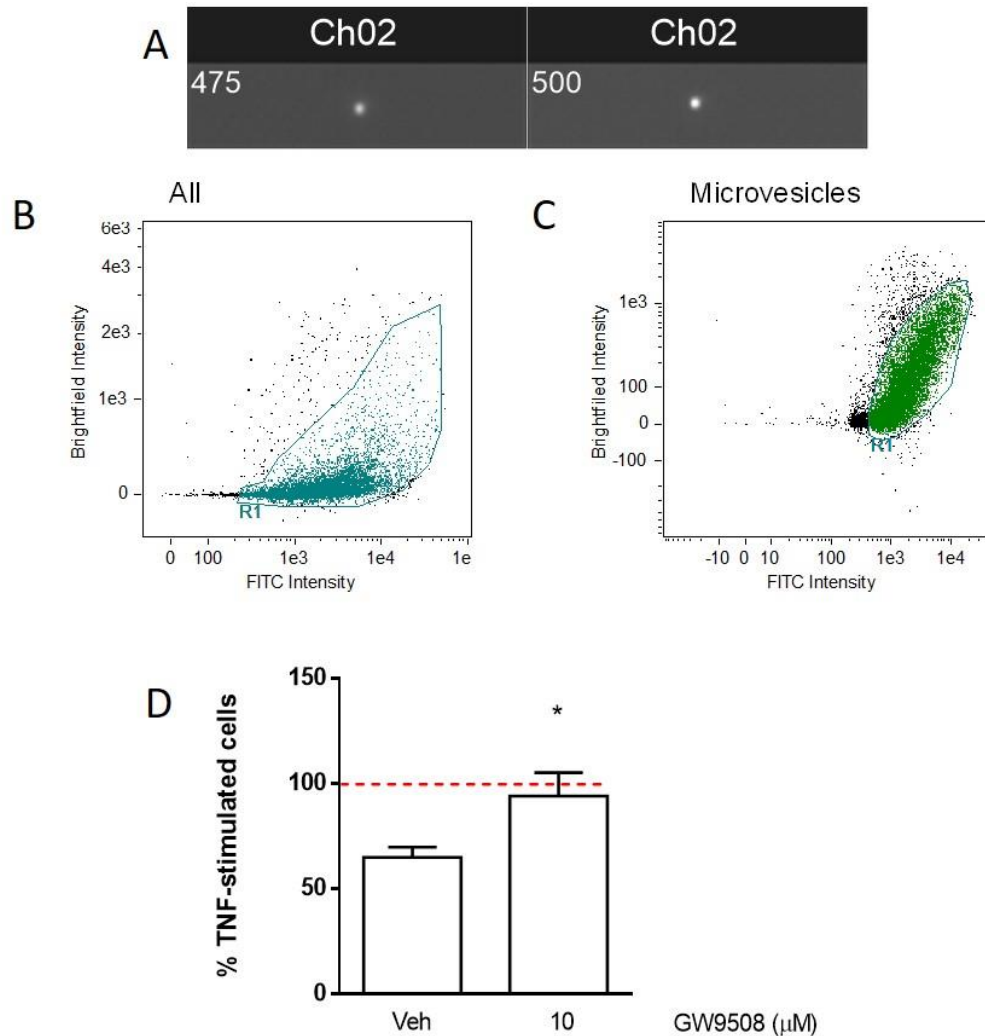 A
Ch02
Ch02
475
500
B
All
6e3
4e3
2e3
1e3
0
Brightfield Intensity
R1
0 100 1e3 1e4 1e
FITC Intensity
C
Microvesicles
1e3
100
0
-100
Brightfiled Intensity
R1
-10 0 10 100 1e3 1e4
FITC Intensity
D
% TNF-stimulated cells
150
100
50
0
*
Veh 10 GW9508 (μM)